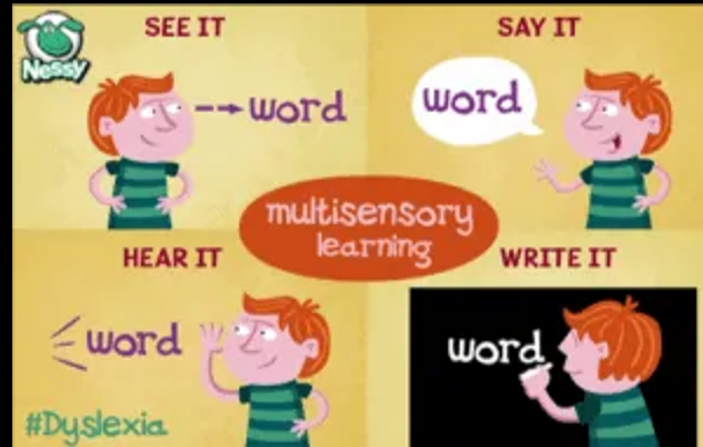 Nessy
SEE IT
word
SAY IT
word
multisensory
learning
HEAR IT
word
#Dyslexia
WRITE IT
word